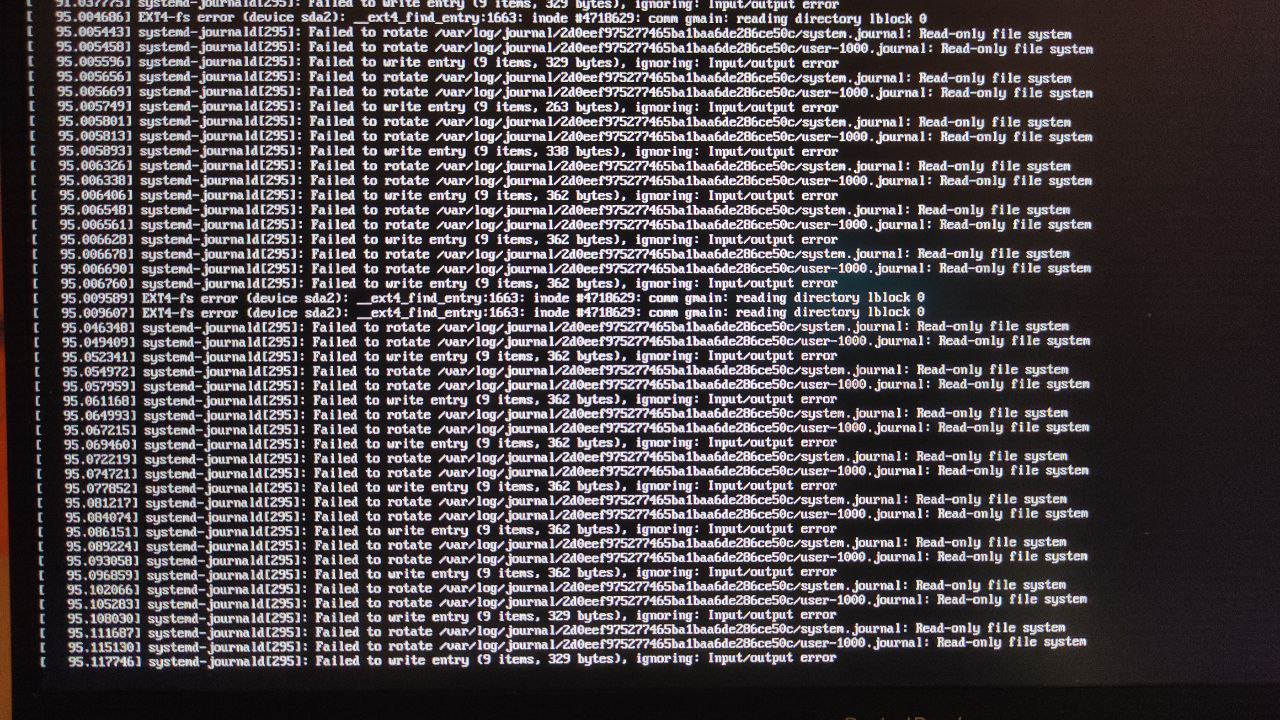 91.037775] systemd-journald[295]: Failed to write entry (9 items, 329 bytes), ignoring: Input/output error
[   95.004686] EXT4-fs error (device sda2): __ext4_find_entry:1663: inode #4718629: comm gmain: reading directory lblock 0
[   95.005443] systemd-journald[295]: Failed to rotate /var/log/journal/2d0eef975277465ba1baa6de286ce50c/system.journal: Read-only file system
[   95.005458] systemd-journald[295]: Failed to rotate /var/log/journal/2d0eef975277465ba1baa6de286ce50c/user-1000.journal: Read-only file system
[   95.005596] systemd-journald[295]: Failed to write entry (9 items, 329 bytes), ignoring: Input/output error
[   95.005656] systemd-journald[295]: Failed to rotate /var/log/journal/2d0eef975277465ba1baa6de286ce50c/system.journal: Read-only file system
[   95.005669] systemd-journald[295]: Failed to rotate /var/log/journal/2d0eef975277465ba1baa6de286ce50c/user-1000.journal: Read-only file system
[   95.005749] systemd-journald[295]: Failed to write entry (9 items, 263 bytes), ignoring: Input/output error
[   95.005801] systemd-journald[295]: Failed to rotate /var/log/journal/2d0eef975277465ba1baa6de286ce50c/system.journal: Read-only file system
[   95.005813] systemd-journald[295]: Failed to rotate /var/log/journal/2d0eef975277465ba1baa6de286ce50c/user-1000.journal: Read-only file system
[   95.005893] systemd-journald[295]: Failed to write entry (9 items, 338 bytes), ignoring: Input/output error
[   95.006326] systemd-journald[295]: Failed to rotate /var/log/journal/2d0eef975277465ba1baa6de286ce50c/system.journal: Read-only file system
[   95.006338] systemd-journald[295]: Failed to rotate /var/log/journal/2d0eef975277465ba1baa6de286ce50c/user-1000.journal: Read-only file system
[   95.006406] systemd-journald[295]: Failed to write entry (9 items, 362 bytes), ignoring: Input/output error
[   95.006548] systemd-journald[295]: Failed to rotate /var/log/journal/2d0eef975277465ba1baa6de286ce50c/system.journal: Read-only file system
[   95.006561] systemd-journald[295]: Failed to rotate /var/log/journal/2d0eef975277465ba1baa6de286ce50c/user-1000.journal: Read-only file system
[   95.006628] systemd-journald[295]: Failed to write entry (9 items, 362 bytes), ignoring: Input/output error
[   95.006678] systemd-journald[295]: Failed to rotate /var/log/journal/2d0eef975277465ba1baa6de286ce50c/system.journal: Read-only file system
[   95.006690] systemd-journald[295]: Failed to rotate /var/log/journal/2d0eef975277465ba1baa6de286ce50c/user-1000.journal: Read-only file system
[   95.006760] systemd-journald[295]: Failed to write entry (9 items, 362 bytes), ignoring: Input/output error
[   95.009589] EXT4-fs error (device sda2): __ext4_find_entry:1663: inode #4718629: comm gmain: reading directory lblock 0
[   95.009607] EXT4-fs error (device sda2): __ext4_find_entry:1663: inode #4718629: comm gmain: reading directory lblock 0
[   95.046348] systemd-journald[295]: Failed to rotate /var/log/journal/2d0eef975277465ba1baa6de286ce50c/system.journal: Read-only file system
[   95.049409] systemd-journald[295]: Failed to rotate /var/log/journal/2d0eef975277465ba1baa6de286ce50c/user-1000.journal: Read-only file system
[   95.052341] systemd-journald[295]: Failed to write entry (9 items, 362 bytes), ignoring: Input/output error
[   95.054972] systemd-journald[295]: Failed to rotate /var/log/journal/2d0eef975277465ba1baa6de286ce50c/system.journal: Read-only file system
[   95.057959] systemd-journald[295]: Failed to rotate /var/log/journal/2d0eef975277465ba1baa6de286ce50c/user-1000.journal: Read-only file system
[   95.061168] systemd-journald[295]: Failed to write entry (9 items, 362 bytes), ignoring: Input/output error
[   95.064993] systemd-journald[295]: Failed to rotate /var/log/journal/2d0eef975277465ba1baa6de286ce50c/system.journal: Read-only file system
[   95.067215] systemd-journald[295]: Failed to rotate /var/log/journal/2d0eef975277465ba1baa6de286ce50c/user-1000.journal: Read-only file system
[   95.069460] systemd-journald[295]: Failed to write entry (9 items, 362 bytes), ignoring: Input/output error
[   95.072219] systemd-journald[295]: Failed to rotate /var/log/journal/2d0eef975277465ba1baa6de286ce50c/system.journal: Read-only file system
[   95.074721] systemd-journald[295]: Failed to rotate /var/log/journal/2d0eef975277465ba1baa6de286ce50c/user-1000.journal: Read-only file system
[   95.077852] systemd-journald[295]: Failed to write entry (9 items, 362 bytes), ignoring: Input/output error
[   95.081217] systemd-journald[295]: Failed to rotate /var/log/journal/2d0eef975277465ba1baa6de286ce50c/system.journal: Read-only file system
[   95.084074] systemd-journald[295]: Failed to rotate /var/log/journal/2d0eef975277465ba1baa6de286ce50c/user-1000.journal: Read-only file system
[   95.086151] systemd-journald[295]: Failed to write entry (9 items, 362 bytes), ignoring: Input/output error
[   95.089224] systemd-journald[295]: Failed to rotate /var/log/journal/2d0eef975277465ba1baa6de286ce50c/system.journal: Read-only file system
[   95.093058] systemd-journald[295]: Failed to rotate /var/log/journal/2d0eef975277465ba1baa6de286ce50c/user-1000.journal: Read-only file system
[   95.096859] systemd-journald[295]: Failed to write entry (9 items, 362 bytes), ignoring: Input/output error
[   95.102066] systemd-journald[295]: Failed to rotate /var/log/journal/2d0eef975277465ba1baa6de286ce50c/system.journal: Read-only file system
[   95.105283] systemd-journald[295]: Failed to rotate /var/log/journal/2d0eef975277465ba1baa6de286ce50c/user-1000.journal: Read-only file system
[   95.108030] systemd-journald[295]: Failed to write entry (9 items, 329 bytes), ignoring: Input/output error
[   95.111687] systemd-journald[295]: Failed to rotate /var/log/journal/2d0eef975277465ba1baa6de286ce50c/system.journal: Read-only file system
[   95.115130] systemd-journald[295]: Failed to rotate /var/log/journal/2d0eef975277465ba1baa6de286ce50c/user-1000.journal: Read-only file system
[   95.117746] systemd-journald[295]: Failed to write entry (9 items, 329 bytes), ignoring: Input/output error